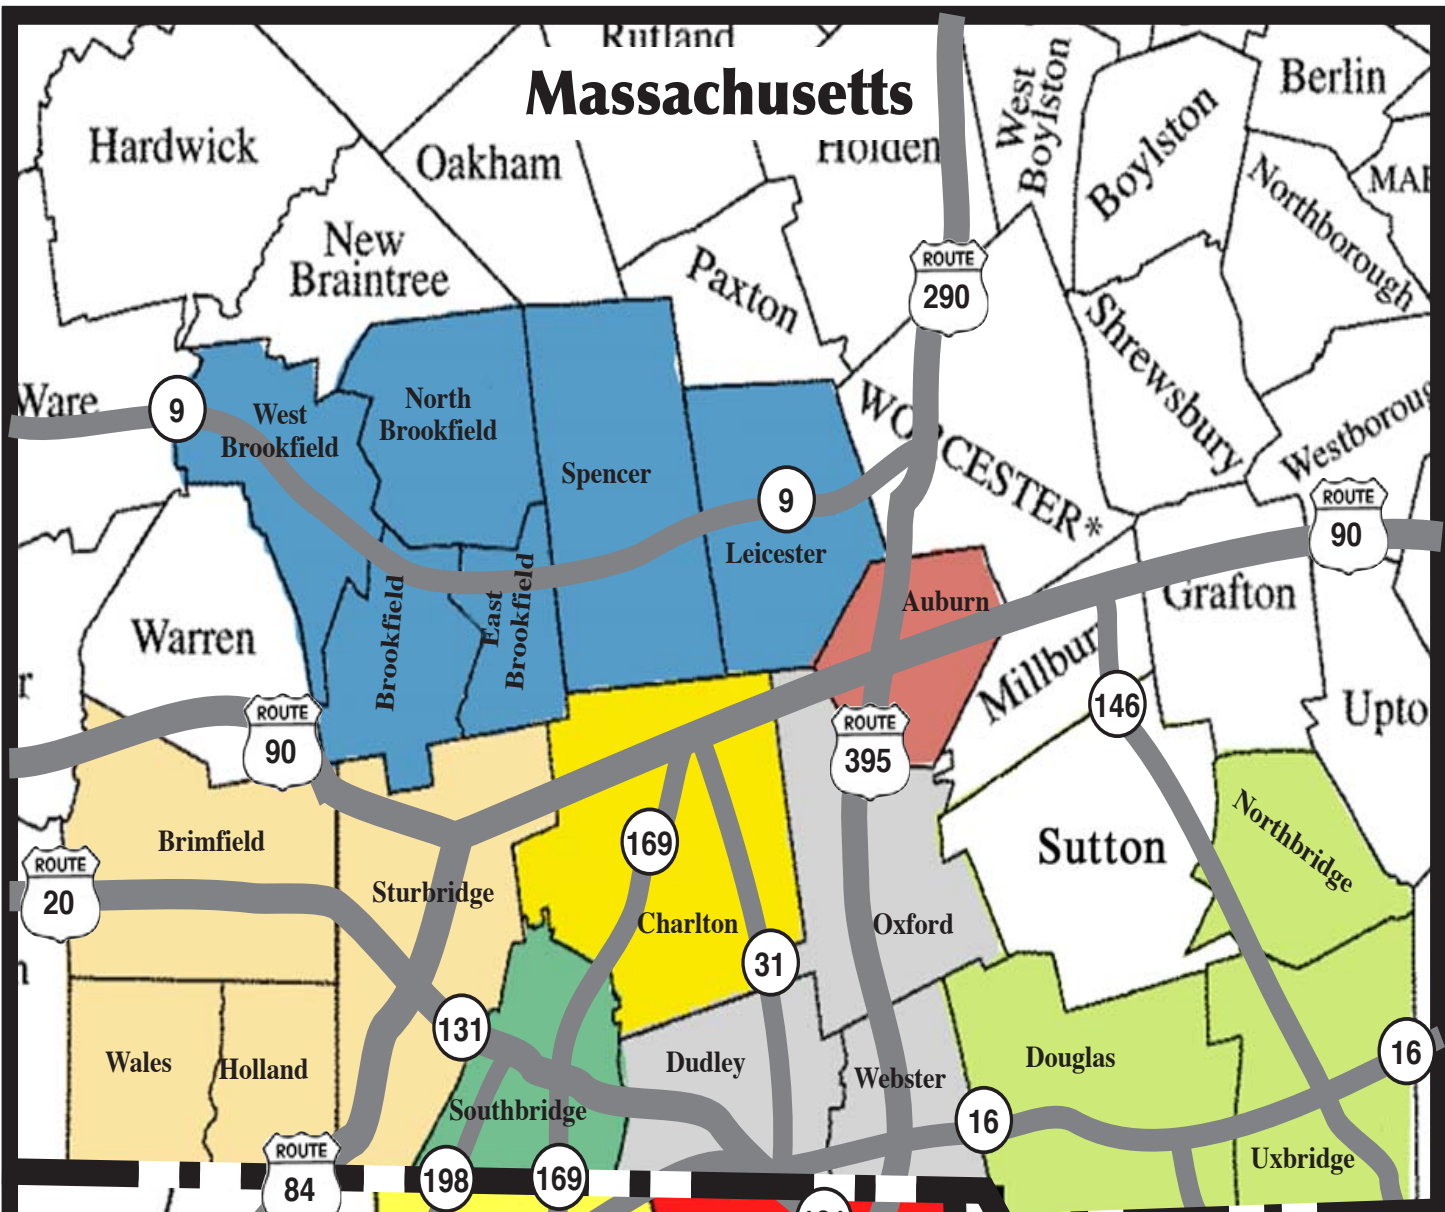 Rutland
Massachusetts
Berlin
West
Boylston
Boylston
Hardwick
Oakham
Holden
Northborough
New
Braintree
Paxton
ROUTE
290
Shrewsbury
Ware
9
West
Brookfield
North
Brookfield
WORCESTER*
Westboroug
Spencer
9
Leicester
ROUTE
90
Auburn
Grafton
Warren
Brookfield
East
Brookfield
Millbur
146
Upto
ROUTE
90
ROUTE
395
Northbridge
Brimfield
169
Sutton
ROUTE
20
Sturbridge
Charlton
Oxford
31
131
Wales
Holland
Dudley
Webster
Douglas
16
Southbridge
16
Uxbridge
ROUTE
84
198
169